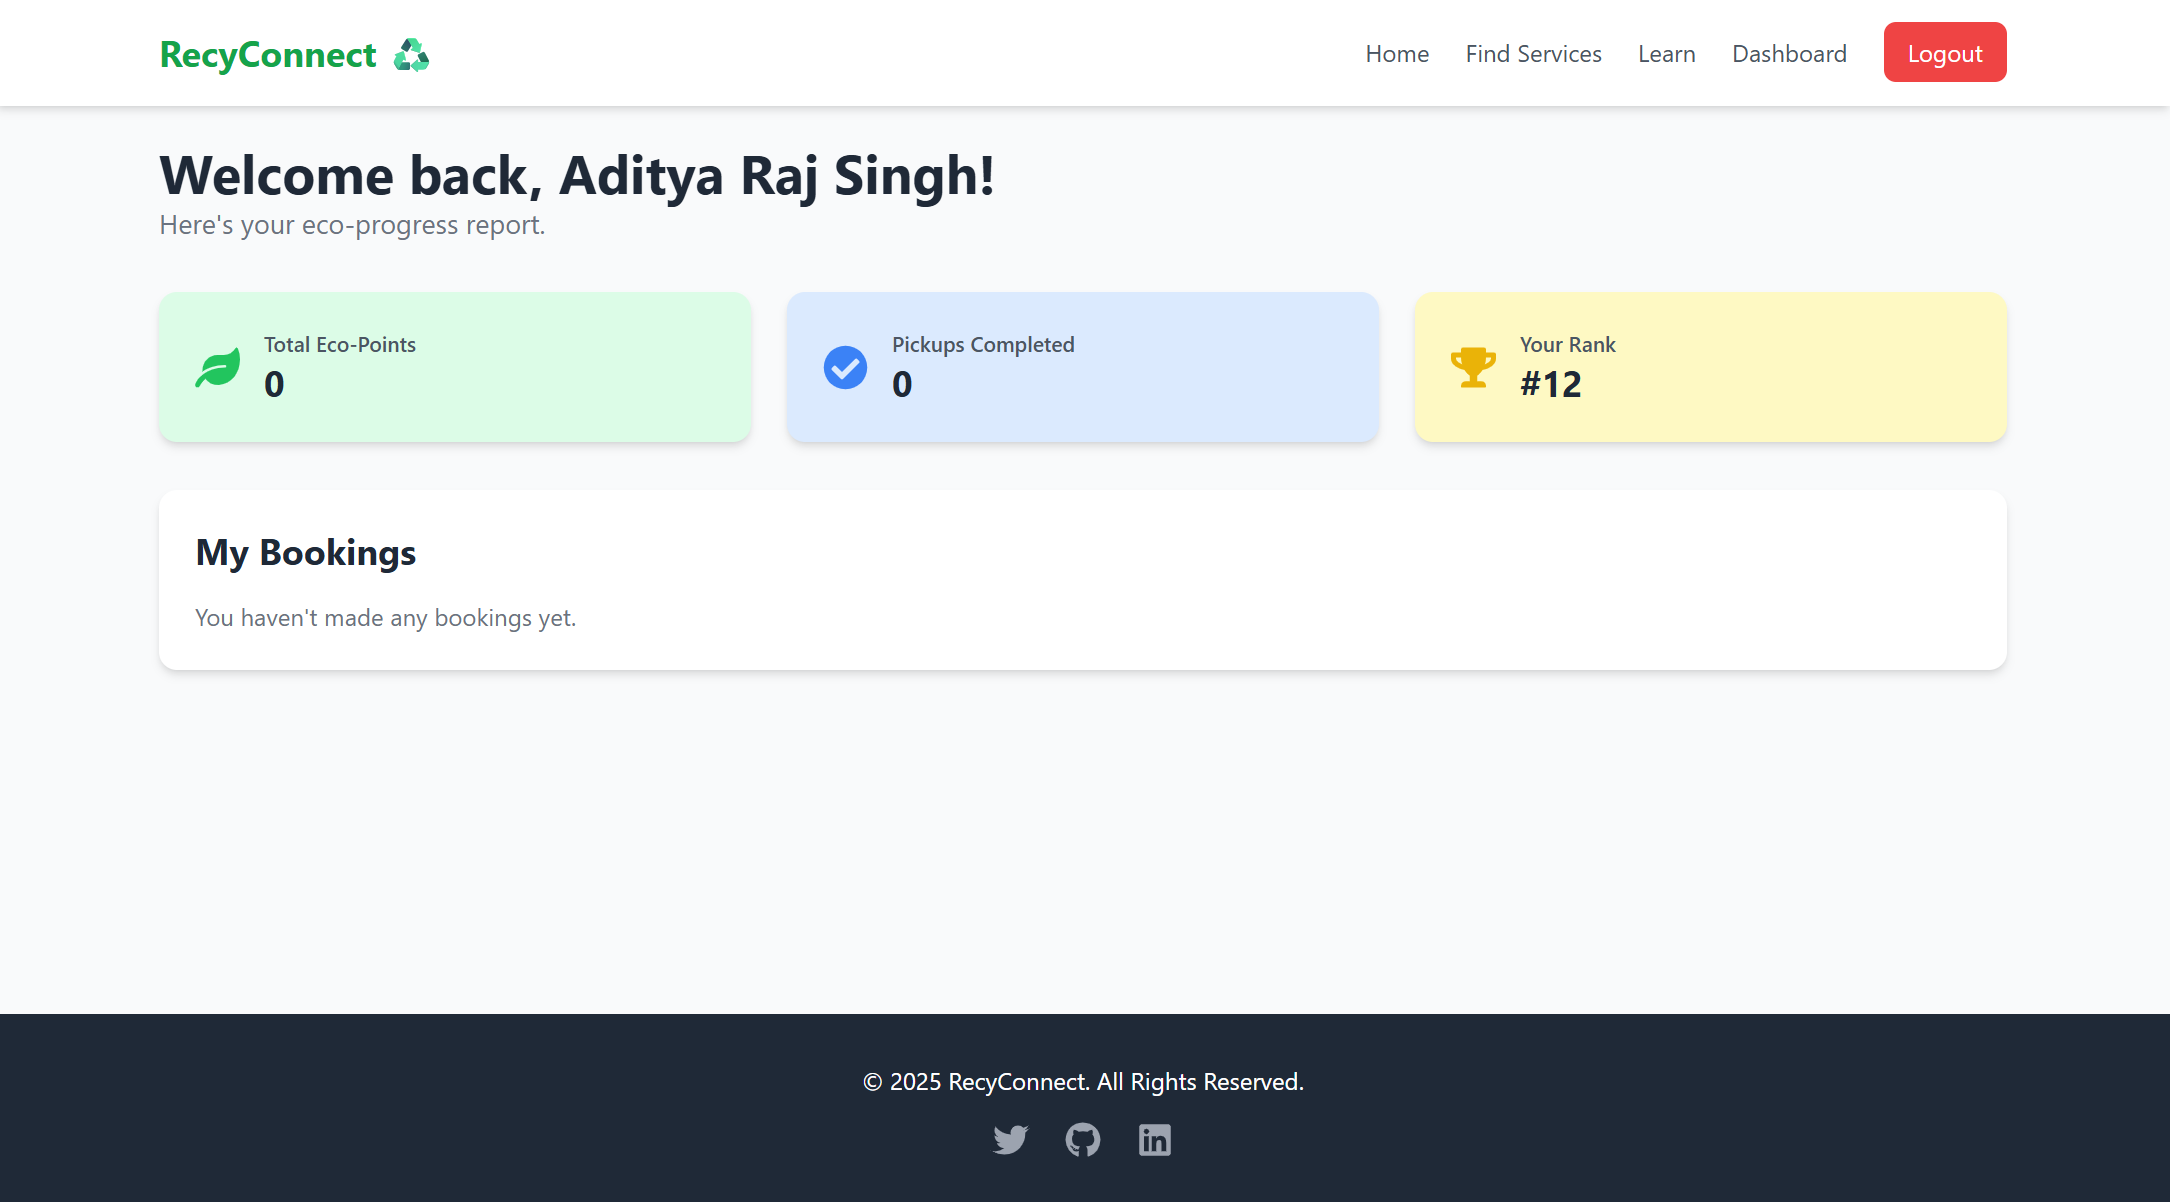 RecyConnect
Home Find Services Learn Dashboard Logout
Welcome back, Aditya Raj Singh!
Here's your eco-progress report.
Total Eco-Points
0
Pickups Completed
0
Your Rank
#12
My Bookings
You haven't made any bookings yet.
© 2025 RecyConnect. All Rights Reserved.